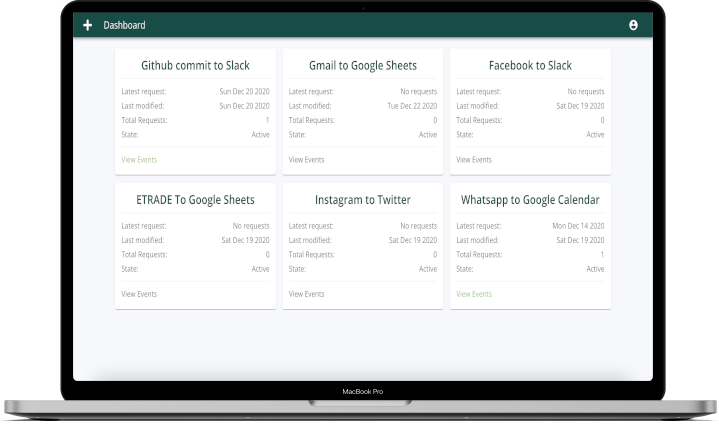 Dashboard
Github commit to Slack
Latest request: Sun Dec 20 2020
Last modified: Sun Dec 20 2020
Total Requests: 1
State: Active
View Events
Gmail to Google Sheets
Latest request: No requests
Last modified: Tue Dec 22 2020
Total Requests: 0
State: Active
View Events
Facebook to Slack
Latest request: No requests
Last modified: Sat Dec 19 2020
Total Requests: 0
State: Active
View Events
ETRADE To Google Sheets
Latest request: No requests
Last modified: Sat Dec 19 2020
Total Requests: 0
State: Active
View Events
Instagram to Twitter
Latest request: No requests
Last modified: Sat Dec 19 2020
Total Requests: 0
State: Active
View Events
Whatsapp to Google Calendar
Latest request: Mon Dec 14 2020
Last modified: Sat Dec 19 2020
Total Requests: 1
State: Active
View Events
MacBook Pro